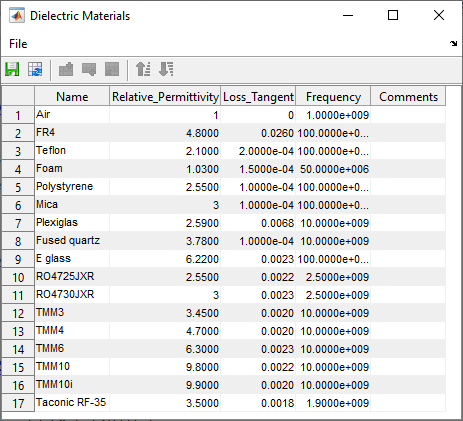 Dielectric Materials
File
Name Relative_Permittivity Loss_Tangent Frequency Comments
1 Air 1 0 1.0000e+009
2 FR4 4.8000 0.0260 100.0000e+0...
3 Teflon 2.1000 2.0000e-04 100.0000e+0...
4 Foam 1.0300 1.5000e-04 50.0000e+006
5 Polystyrene 2.5500 1.0000e-04 100.0000e+0...
6 Mica 3 1.0000e-04 100.0000e+0...
7 Plexiglas 2.5900 0.0068 10.0000e+009
8 Fused quartz 3.7800 1.0000e-04 10.0000e+009
9 E glass 6.2200 0.0023 100.0000e+0...
10 RO4725JXR 2.5500 0.0022 2.5000e+009
11 RO4730JXR 3 0.0023 2.5000e+009
12 TMM3 3.4500 0.0020 10.0000e+009
13 TMM4 4.7000 0.0020 10.0000e+009
14 TMM6 6.3000 0.0023 10.0000e+009
15 TMM10 9.8000 0.0022 10.0000e+009
16 TMM10i 9.9000 0.0020 10.0000e+009
17 Taconic RF-35 3.5000 0.0018 1.9000e+009